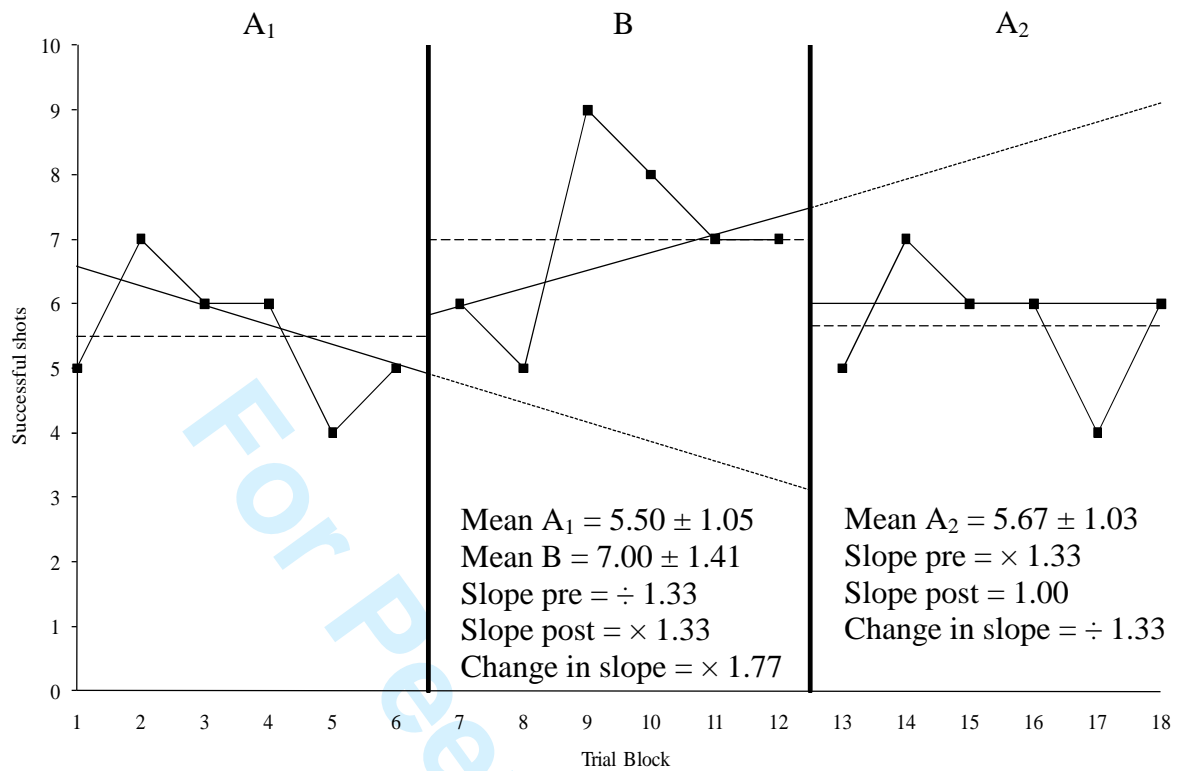 A₁ B A₂
10
9
8
7
6
5
4
3
2
1
0
Successful shots
Mean A₁ = 5.50 ± 1.05
Mean B = 7.00 ± 1.41
Slope pre = ÷ 1.33
Slope post = × 1.33
Change in slope = × 1.77
Mean A₂ = 5.67 ± 1.03
Slope pre = × 1.33
Slope post = 1.00
Change in slope = ÷ 1.33
1 2 3 4 5 6 7 8 9 10 11 12 13 14 15 16 17 18
Trial Block
For Pee